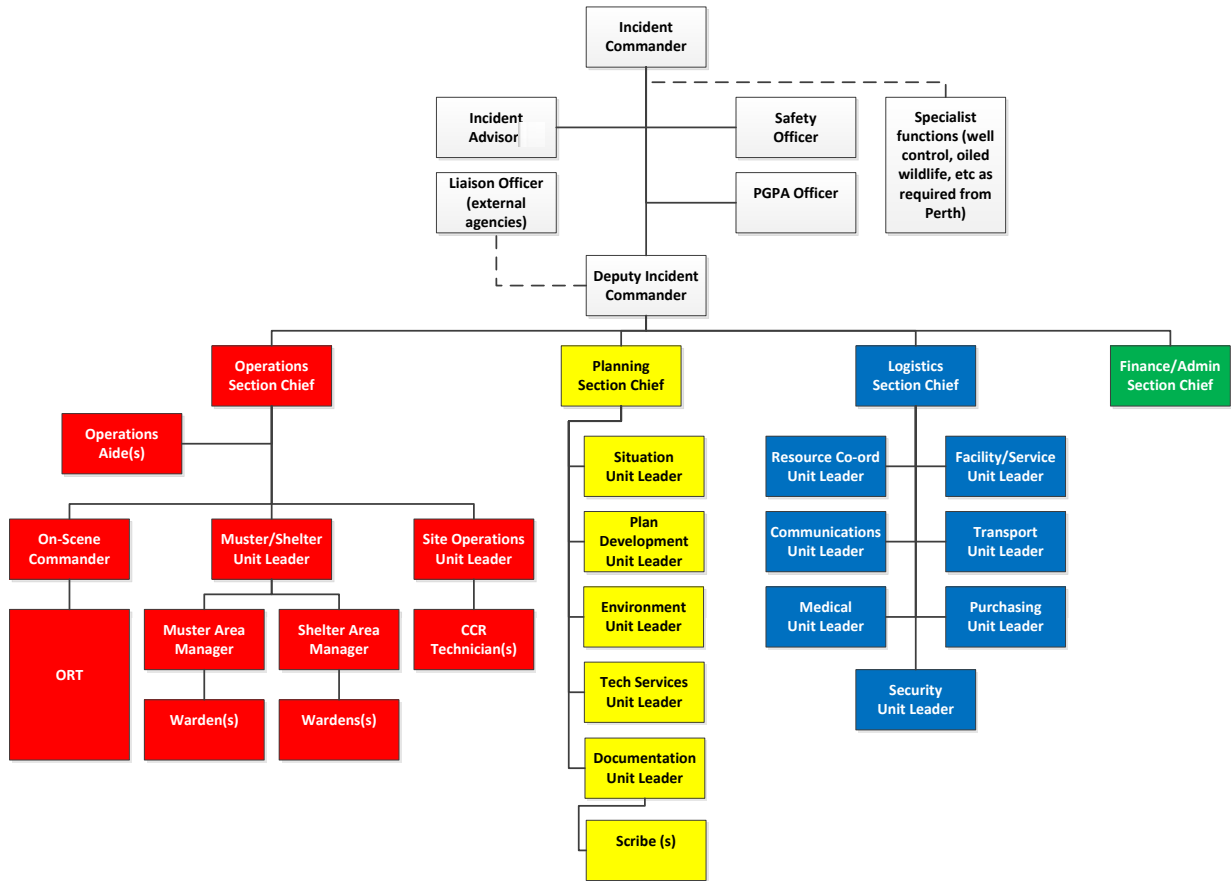 Incident
Commander
Incident
Advisor
Safety
Officer
Specialist
functions (well
control, oiled
wildlife, etc as
required from
Perth)
Liaison Officer
(external
agencies)
PGPA Officer
Deputy Incident
Commander
Operations
Section Chief
Planning
Section Chief
Logistics
Section Chief
Finance/Admin
Section Chief
Operations
Aide(s)
Situation
Unit Leader
Resource Co-ord
Unit Leader
Facility/Service
Unit Leader
On-Scene
Commander
Muster/Shelter
Unit Leader
Site Operations
Unit Leader
Plan
Development
Unit Leader
Communications
Unit Leader
Transport
Unit Leader
ORT
Muster Area
Manager
Shelter Area
Manager
CCR
Technician(s)
Environment
Unit Leader
Medical
Unit Leader
Purchasing
Unit Leader
Warden(s)
Wardens(s)
Tech Services
Unit Leader
Security
Unit Leader
Documentation
Unit Leader
Scribe (s)